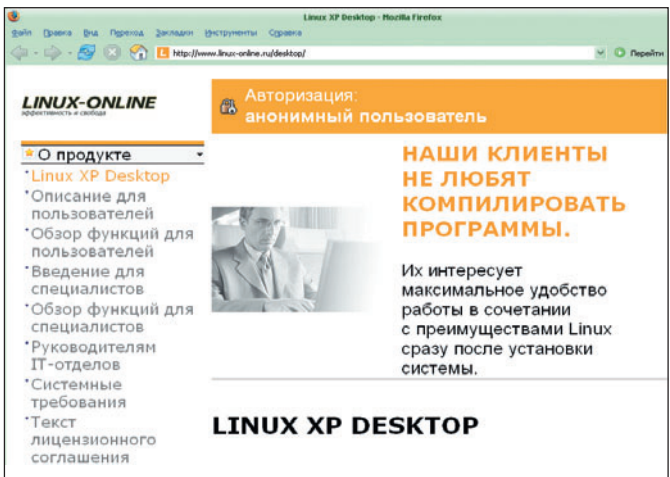 Linux XP Desktop - Mozilla Firefox
Файл Правка Вид Переход Закладки Инструменты Справка
http://www.linux-online.ru/desktop/
Перейти
LINUX-ONLINE
эффективность и свобода
Авторизация:
анонимный пользователь
О продукте
Linux XP Desktop
Описание для
пользователей
Обзор функций для
пользователей
Введение для
специалистов
Обзор функций для
специалистов
Руководителям
IT-отделов
Системные
требования
Текст
лицензионного
соглашения
НАШИ КЛИЕНТЫ
НЕ ЛЮБЯТ
КОМПИЛИРОВАТЬ
ПРОГРАММЫ.
Их интересует
максимальное удобство
работы в сочетании
с преимуществами Linux
сразу после установки
системы.
LINUX XP DESKTOP